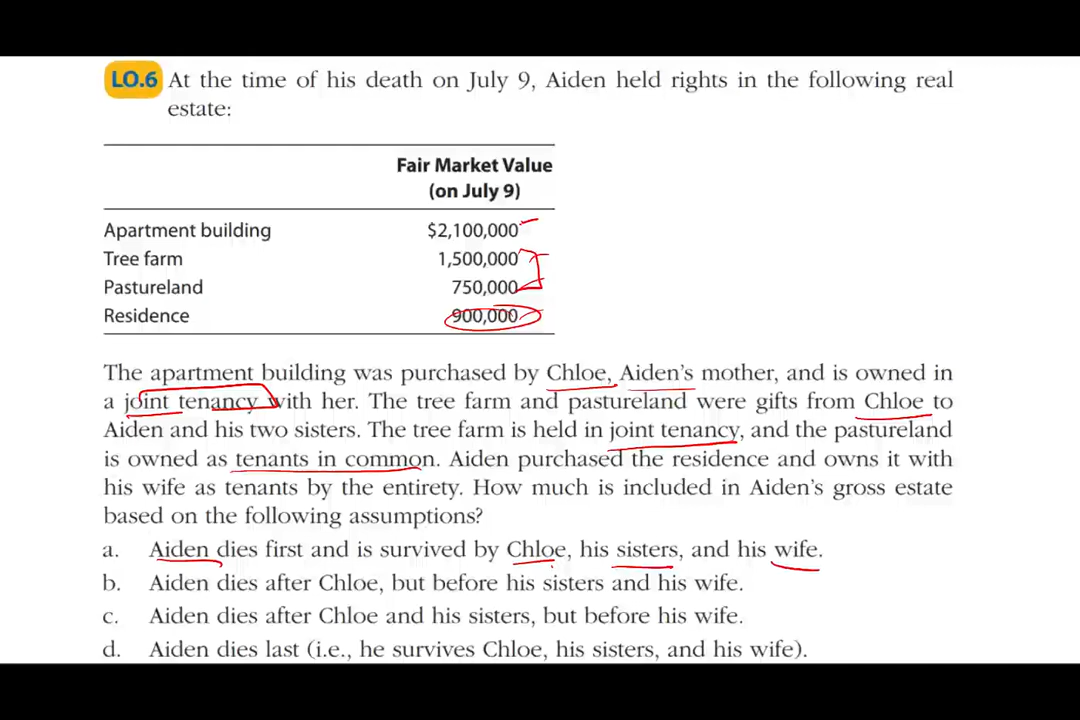 LO.6 At the time of his death on July 9, Aiden held rights in the following real
estate:
Fair Market Value
(on July 9)
Apartment building $2,100,000
Tree farm 1,500,000
Pastureland 750,000
Residence 900,000
The apartment building was purchased by Chloe, Aiden's mother, and is owned in
a joint tenancy with her. The tree farm and pastureland were gifts from Chloe to
Aiden and his two sisters. The tree farm is held in joint tenancy, and the pastureland
is owned as tenants in common. Aiden purchased the residence and owns it with
his wife as tenants by the entirety. How much is included in Aiden's gross estate
based on the following assumptions?
a. Aiden dies first and is survived by Chloe, his sisters, and his wife.
b. Aiden dies after Chloe, but before his sisters and his wife.
c. Aiden dies after Chloe and his sisters, but before his wife.
d. Aiden dies last (i.e., he survives Chloe, his sisters, and his wife).